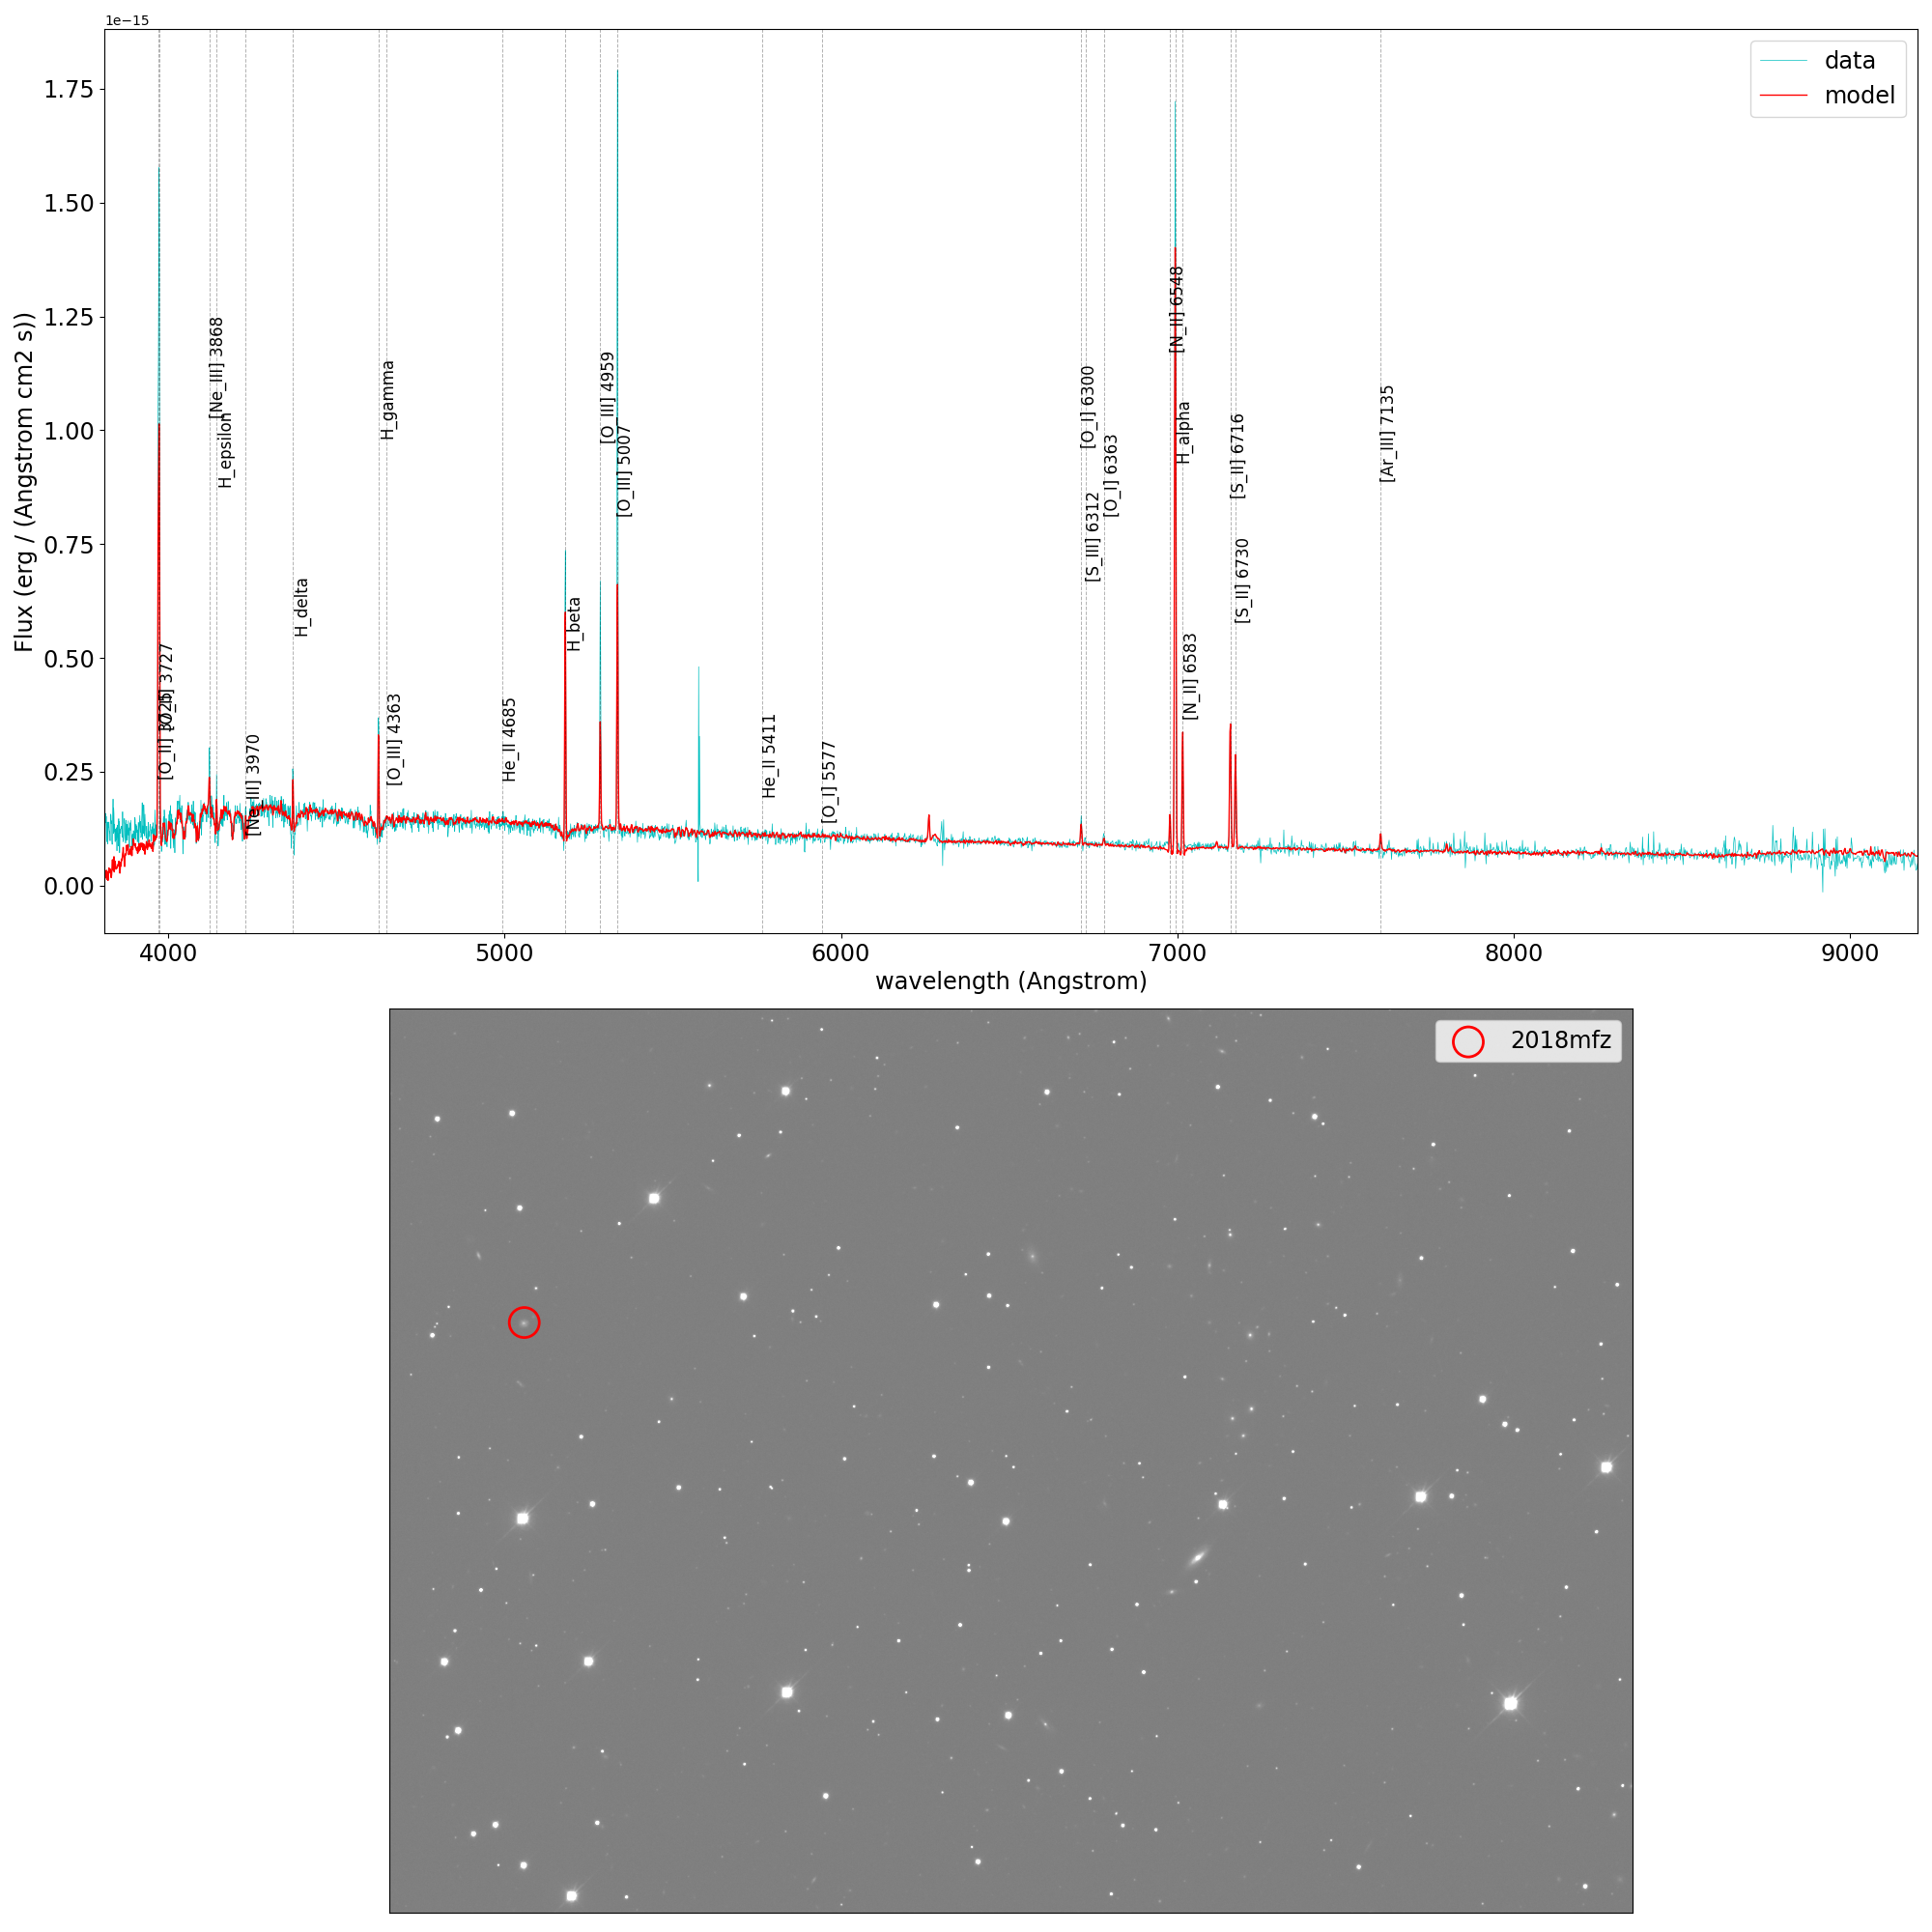 1e−15
data
model
1.75
1.50
1.25
1.00
0.75
0.50
0.25
0.00
Flux (erg / (Angstrom cm2 s))
[O_II] 3727
[Ne_III] 3868
H_epsilon
[Ne_III] 3970
H_delta
H_gamma
[O_III] 4363
He_II 4685
H_beta
[O_III] 4959
[O_III] 5007
He_II 5411
[O_I] 5577
[O_I] 6300
[S_III] 6312
[O_I] 6363
[N_II] 6548
H_alpha
[N_II] 6583
[S_II] 6716
[S_II] 6730
[Ar_III] 7135
4000 5000 6000 7000 8000 9000
wavelength (Angstrom)
2018mfz